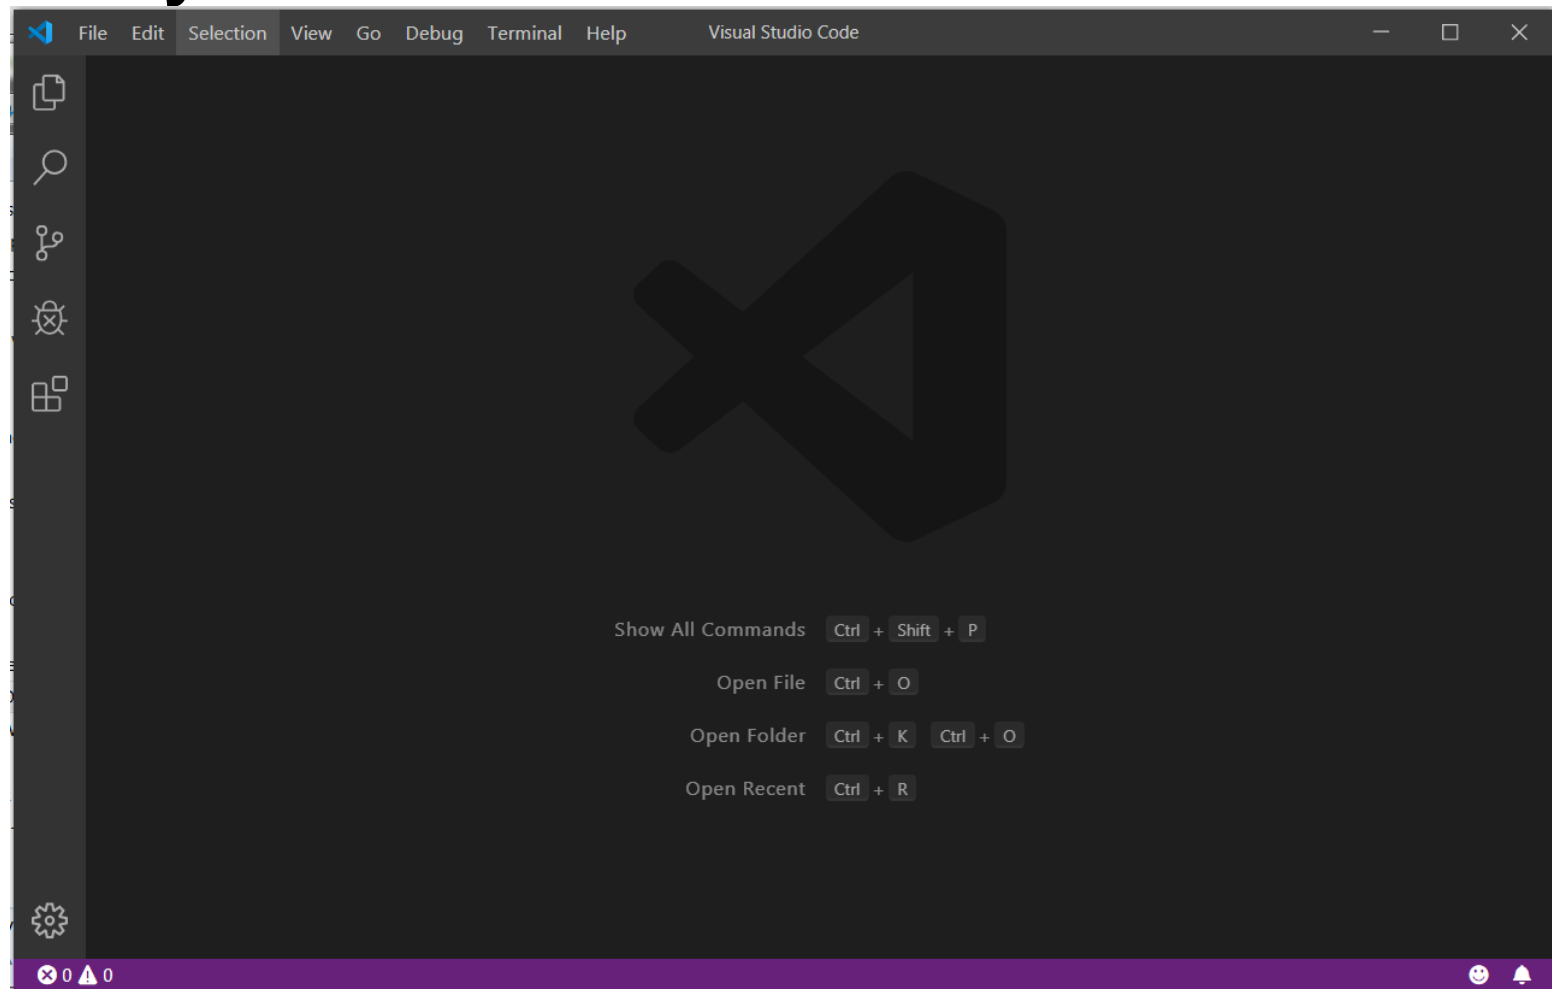 File Edit Selection View Go Debug Terminal Help Visual Studio Code
Show All Commands Ctrl + Shift + P
Open File Ctrl + O
Open Folder Ctrl + K Ctrl + O
Open Recent Ctrl + R
0 0